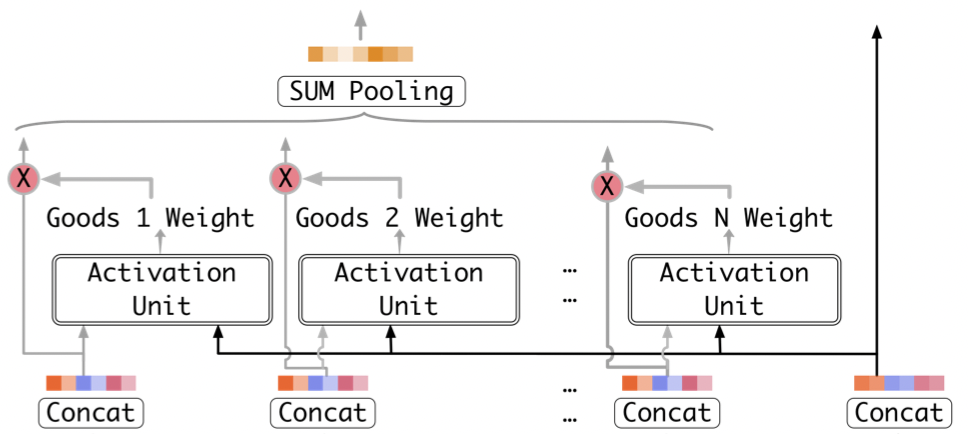 SUM Pooling
X
X
X
Goods 1 Weight
Goods 2 Weight
Goods N Weight
Activation
Unit
Activation
Unit
...
...
Activation
Unit
...
...
Concat
Concat
Concat
Concat